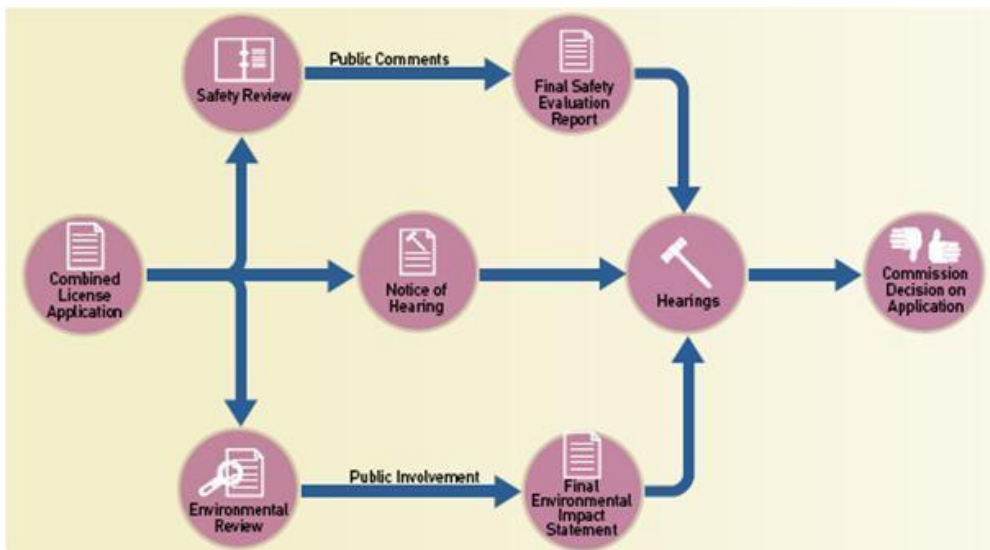 Public Comments
Safety Review
Final Safety
Evaluation
Report
Combined
License
Application
Notice of
Hearing
Hearings
Commission
Decision on
Application
Public Involvement
Environmental
Review
Final
Environmental
Impact
Statement